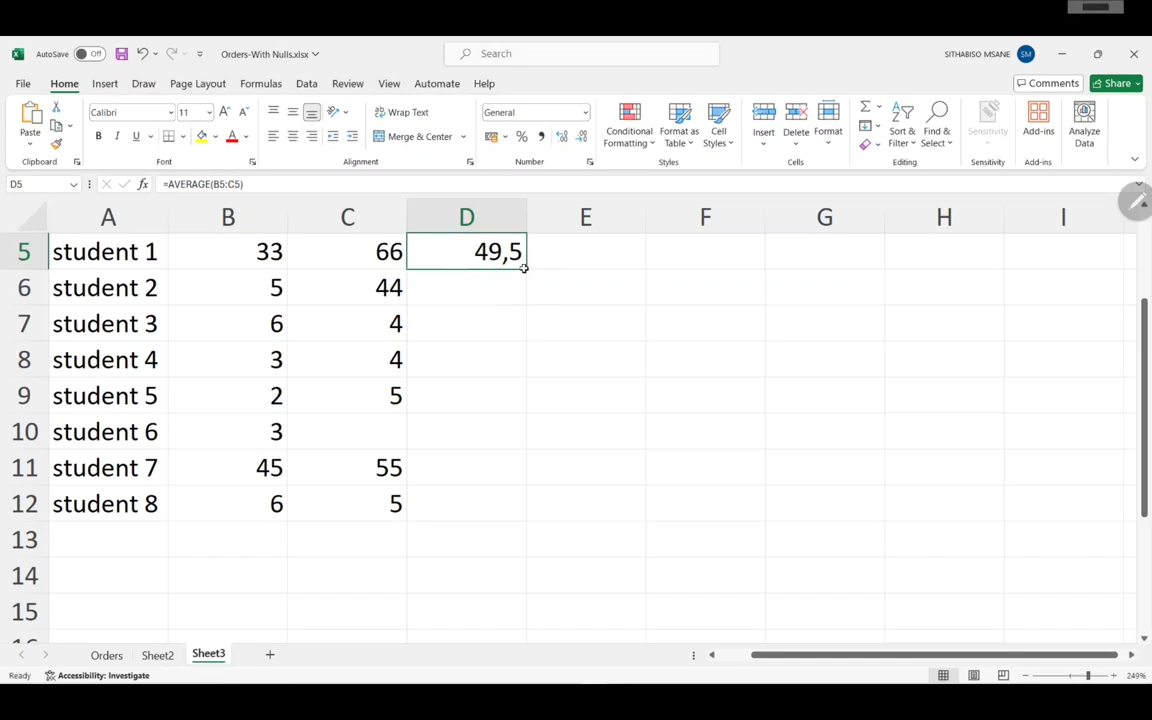 AutoSave Off Orders-With Nulls.xlsx Search SITHABISO MSANE SM
File Home Insert Draw Page Layout Formulas Data Review View Automate Help Comments Share
Paste Calibri 11 Wrap Text General Conditional Formatting Format as Table Cell Styles Insert Delete Format Sort & Filter Find & Select Sensitivity Add-ins Analyze Data
B I U A Merge & Center %
Clipboard Font Alignment Number Styles Cells Editing Sensitivity Add-ins
D5 fx =AVERAGE(B5:C5)
A B C D E F G H I
5 student 1 33 66 49,5
6 student 2 5 44
7 student 3 6 4
8 student 4 3 4
9 student 5 2 5
10 student 6 3
11 student 7 45 55
12 student 8 6 5
13
14
15
16
Orders Sheet2 Sheet3
Ready Accessibility: Investigate 249%